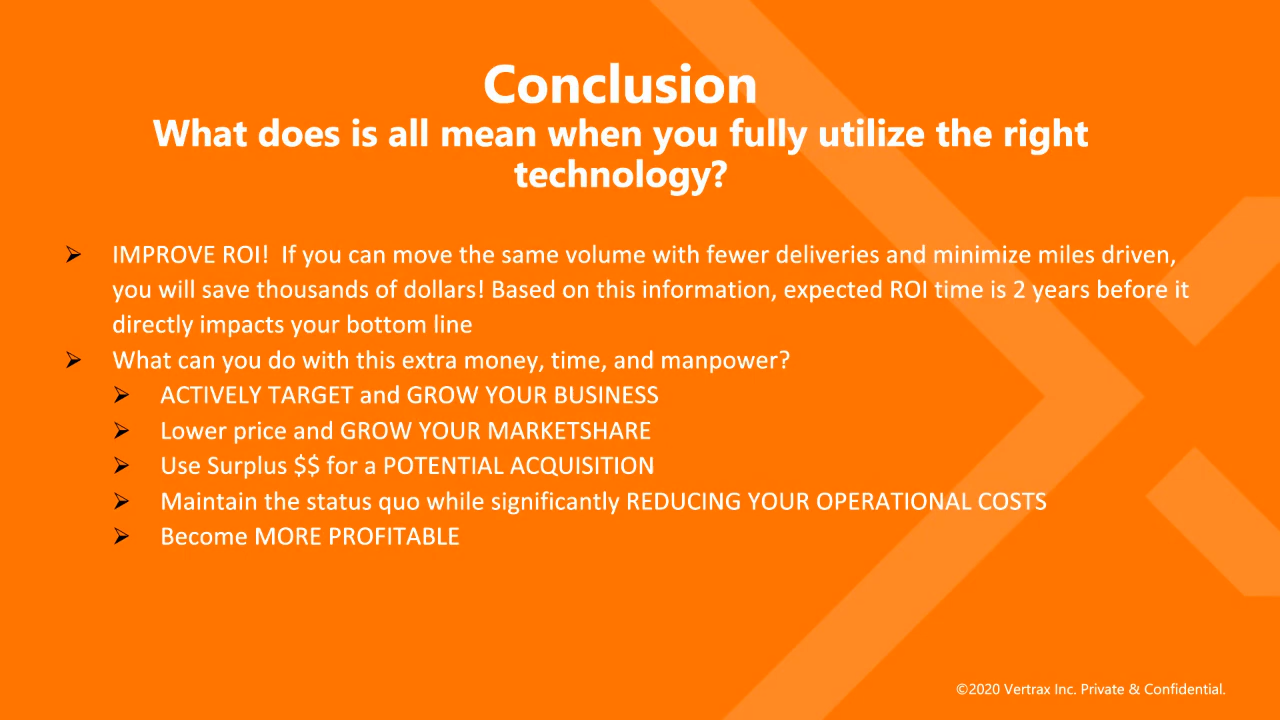 Conclusion
What does is all mean when you fully utilize the right
technology?
IMPROVE ROI!  If you can move the same volume with fewer deliveries and minimize miles driven,
you will save thousands of dollars! Based on this information, expected ROI time is 2 years before it
directly impacts your bottom line
What can you do with this extra money, time, and manpower?
ACTIVELY TARGET and GROW YOUR BUSINESS
Lower price and GROW YOUR MARKETSHARE
Use Surplus $$ for a POTENTIAL ACQUISITION
Maintain the status quo while significantly REDUCING YOUR OPERATIONAL COSTS
Become MORE PROFITABLE
©2020 Vertrax Inc. Private & Confidential.